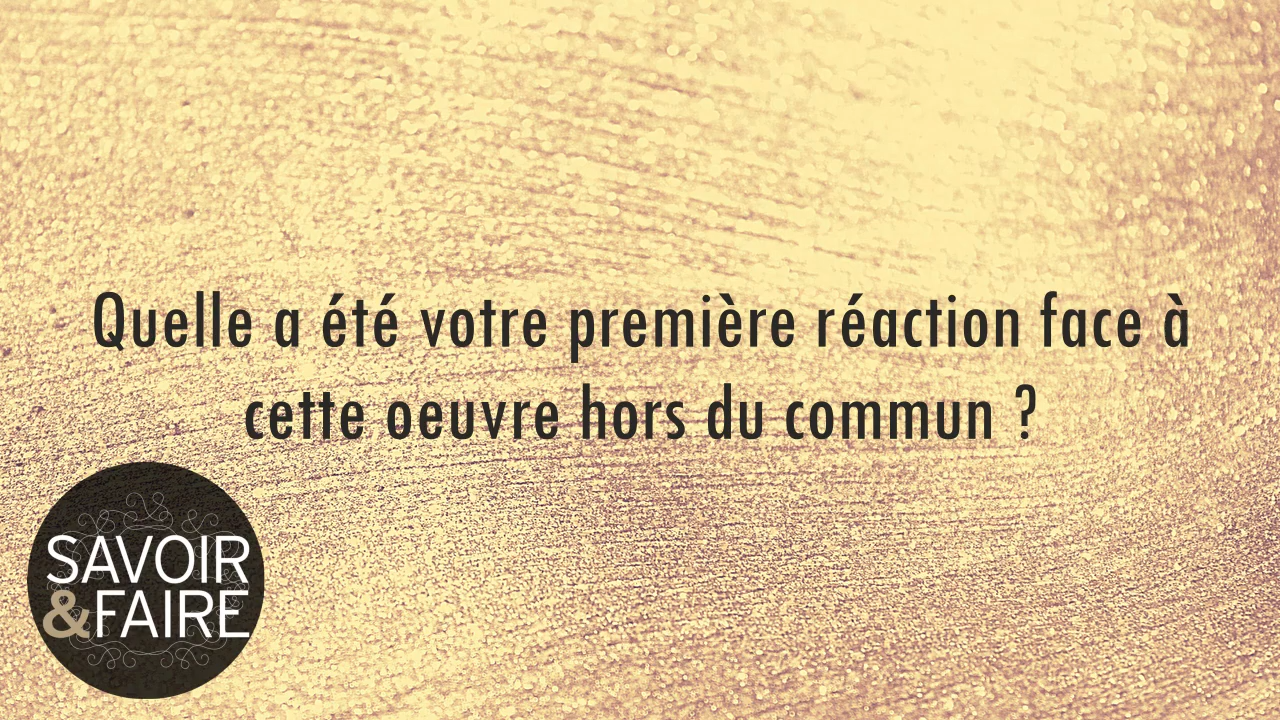 Quelle a été votre première réaction face à
cette oeuvre hors du commun ?
SAVOIR
&FAIRE